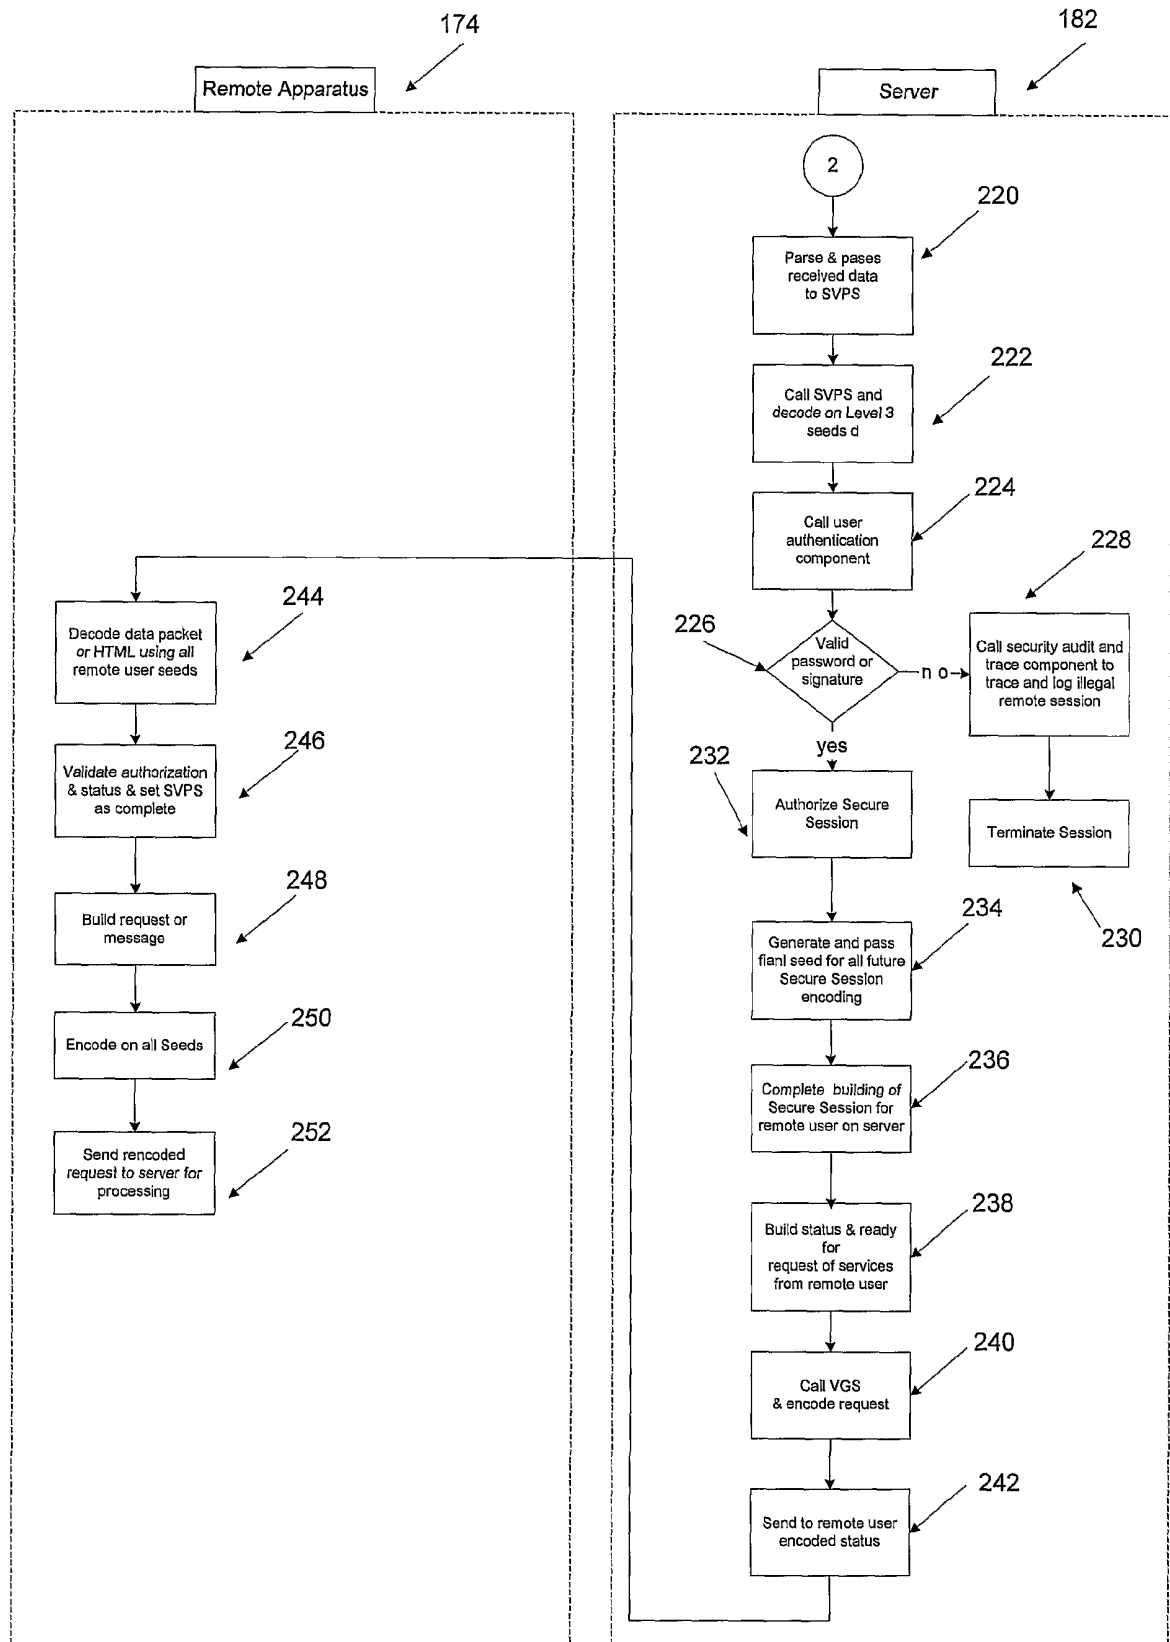 174
Remote Apparatus
182
Server
2
220
Parse & pases
received data
to SVPS
222
Call SVPS and
decode on Level 3
seeds d
224
Call user
authentication
component
226
Valid
password or
signature
n o
228
Call security audit and
trace component to
trace and log illegal
remote session
230
Terminate Session
yes
232
Authorize Secure
Session
234
Generate and pass
fianl seed for all future
Secure Session
encoding
236
Complete building of
Secure Session for
remote user on server
238
Build status & ready
for
request of services
from remote user
240
Call VGS
& encode request
242
Send to remote user
encoded status
244
Decode data packet
or HTML using all
remote user seeds
246
Validate authorization
& status & set SVPS
as complete
248
Build request or
message
250
Encode on all Seeds
252
Send rencoded
request to server for
processing